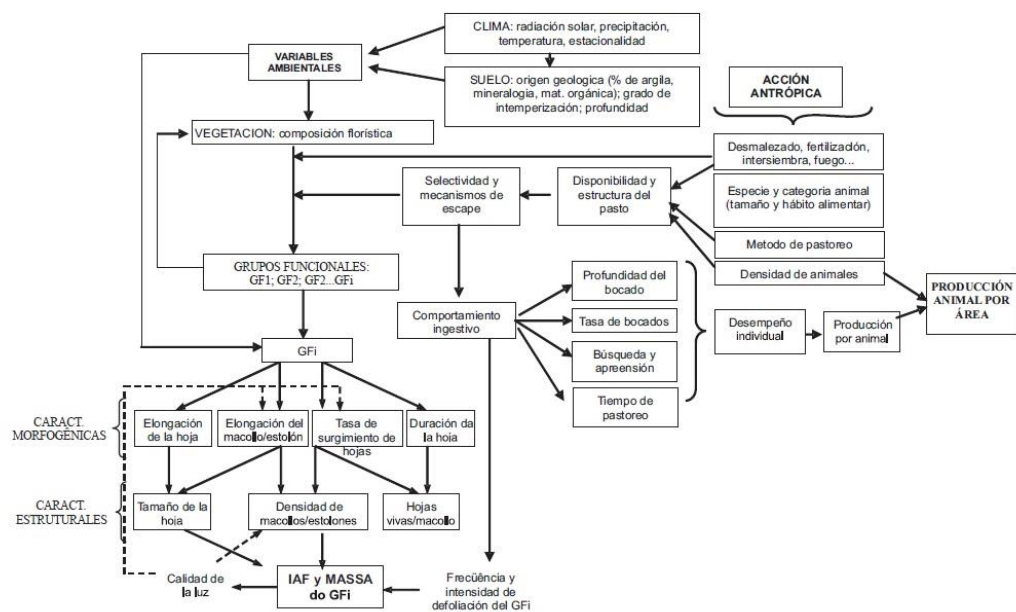 CLIMA: radiación solar, precipitación,
temperatura, estacionalidad
VARIABLES
AMBIENTALES
SUELO: origen geologica (% de argila,
mineralogia, mat. orgánica); grado de
intemperización; profundidad
ACCIÓN
ANTRÓPICA
VEGETACION: composición florística
Desmalezado, fertilización,
intersiembra, fuego...
Selectividad y
mecanismos de
escape
Disponibilidad y
estructura del
pasto
Especie y categoria animal
(tamaño y hábito alimentar)
Metodo de pastoreo
Densidad de animales
GRUPOS FUNCIONALES:
GF1; GF2; GF2...GFi
Profundidad del
bocado
PRODUCCIÓN
ANIMAL POR
ÁREA
Comportamiento
ingestivo
Tasa de bocados
Desempeño
individual
Producción
por animal
GFi
Búsqueda y
apreensión
Tiempo de
pastoreo
CARACT.
MORFOGÊNICAS
Elongación
de la hoja
Elongación del
macollo/estolón
Tasa de
surgimiento de
hojas
Duración da
la hoja
CARACT.
ESTRUTURALES
Tamaño de la
hoja
Densidad de
macollos/estolones
Hojas
vivas/macollo
Calidad de
la luz
IAF y MASSA
do GFi
Frecüência y
intensidad de
defoliación del GFi